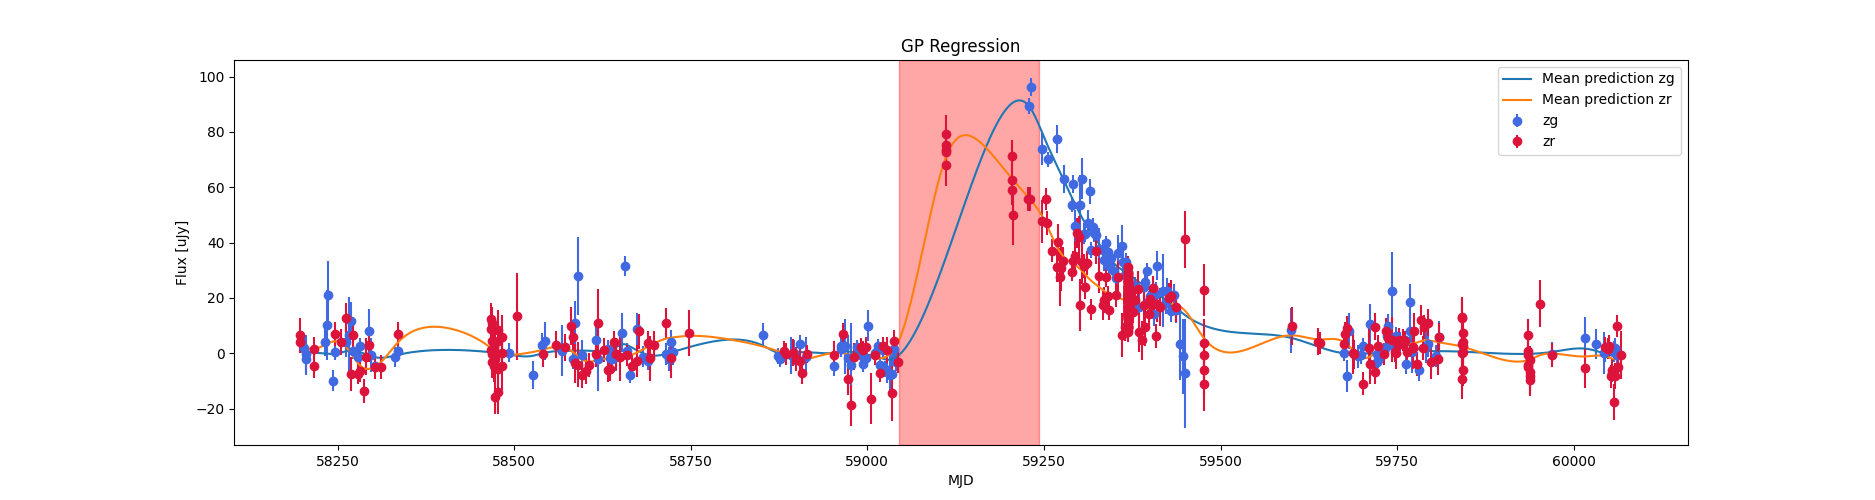 GP Regression
Flux [uJy]
100
80
60
40
20
0
−20
Mean prediction zg
Mean prediction zr
zg
zr
58250 58500 58750 59000 59250 59500 59750 60000
MJD